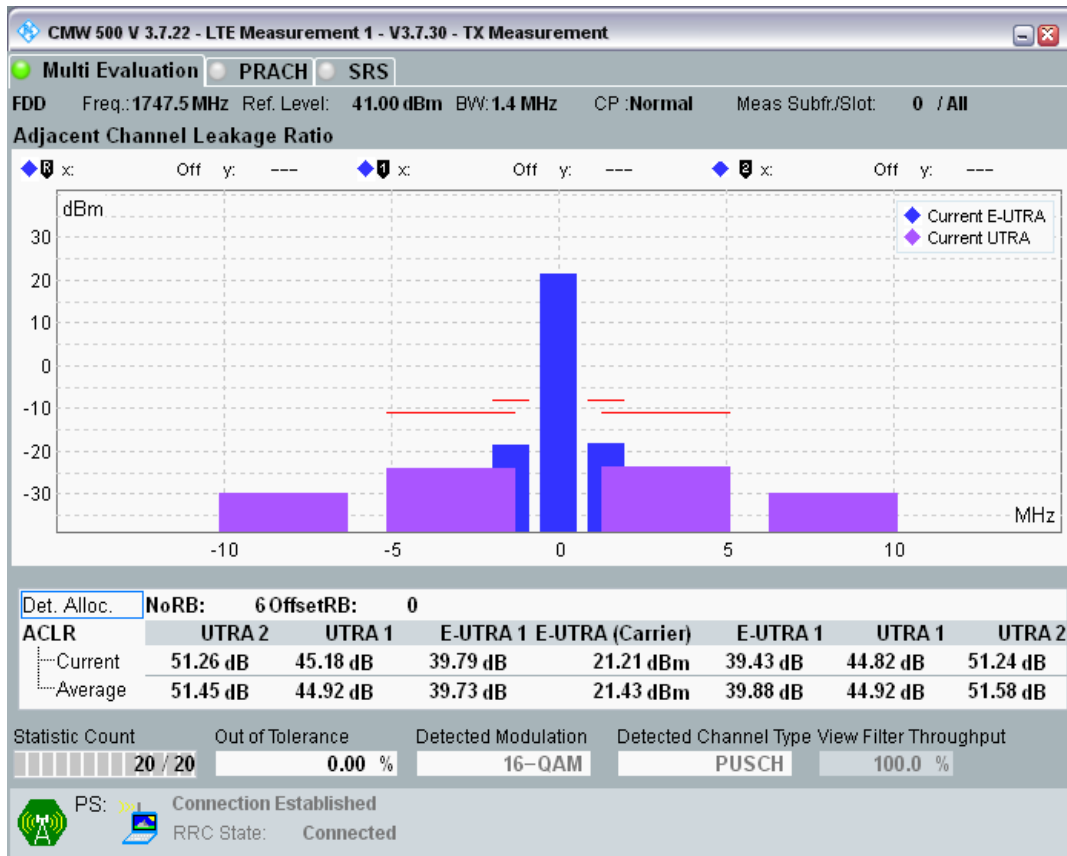 CMW 500 V 3.7.22 - LTE Measurement 1 - V3.7.30 - TX Measurement
Multi Evaluation PRACH SRS
FDD Freq.: 1747.5 MHz Ref. Level: 41.00 dBm BW: 1.4 MHz CP : Normal Meas Subfr./Slot: 0 / All
Adjacent Channel Leakage Ratio
R x: Off y: --- 1 x: Off y: --- 2 x: Off y: ---
dBm
Current E-UTRA
Current UTRA
30
20
10
0
-10
-20
-30
MHz
-10 -5 0 5 10
Det. Alloc. NoRB: 6 OffsetRB: 0
ACLR UTRA 2 UTRA 1 E-UTRA 1 E-UTRA (Carrier) E-UTRA 1 UTRA 1 UTRA 2
Current 51.26 dB 45.18 dB 39.79 dB 21.21 dBm 39.43 dB 44.82 dB 51.24 dB
Average 51.45 dB 44.92 dB 39.73 dB 21.43 dBm 39.88 dB 44.92 dB 51.58 dB
Statistic Count Out of Tolerance Detected Modulation Detected Channel Type View Filter Throughput
20 / 20 0.00 % 16-QAM PUSCH 100.0 %
PS: Connection Established
RRC State: Connected